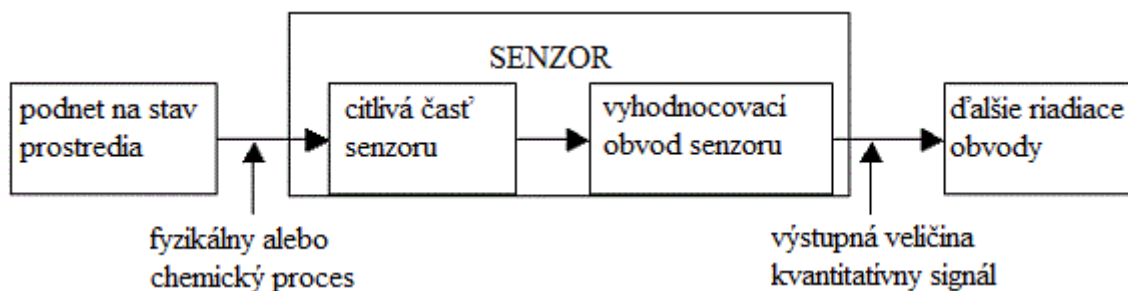 SENZOR
podnet na stav
prostredia
citlivá časť
senzoru
vyhodnocovací
obvod senzoru
ďalšie riadiace
obvody
fyzikálny alebo
chemický proces
výstupná veličina
kvantitatívny signál